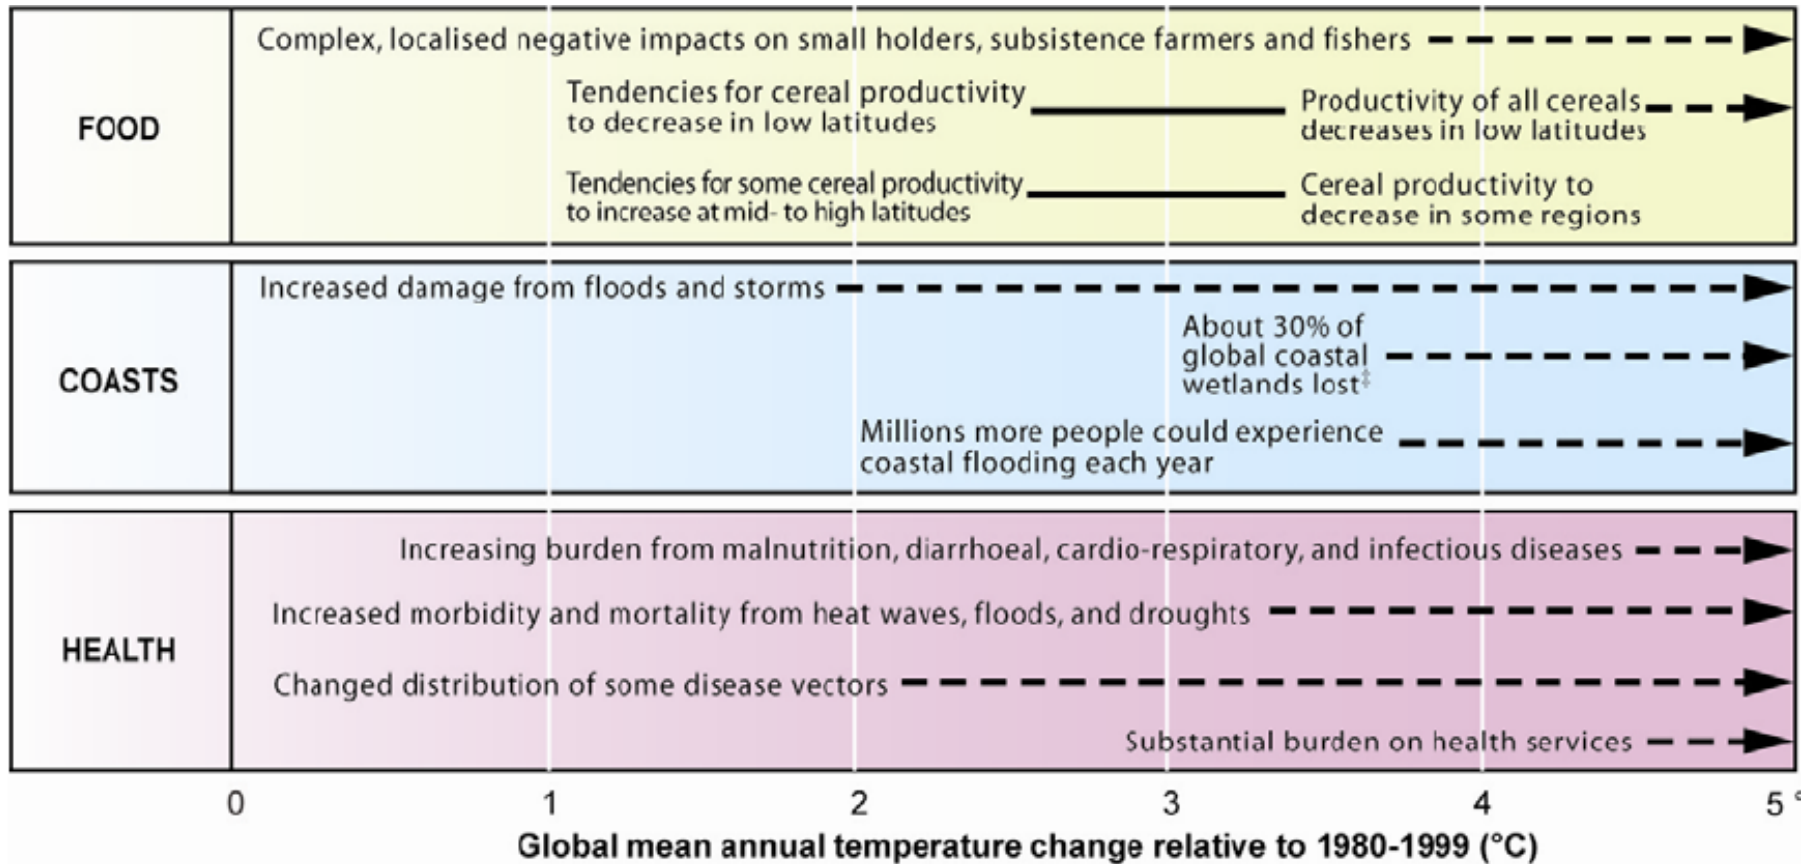 FOOD
Complex, localised negative impacts on small holders, subsistence farmers and fishers
Tendencies for cereal productivity
to decrease in low latitudes
Productivity of all cereals
decreases in low latitudes
Tendencies for some cereal productivity
to increase at mid- to high latitudes
Cereal productivity to
decrease in some regions
COASTS
Increased damage from floods and storms
About 30% of
global coastal
wetlands lost‡
Millions more people could experience
coastal flooding each year
HEALTH
Increasing burden from malnutrition, diarrhoeal, cardio-respiratory, and infectious diseases
Increased morbidity and mortality from heat waves, floods, and droughts
Changed distribution of some disease vectors
Substantial burden on health services
0 1 2 3 4 5 °
Global mean annual temperature change relative to 1980-1999 (°C)